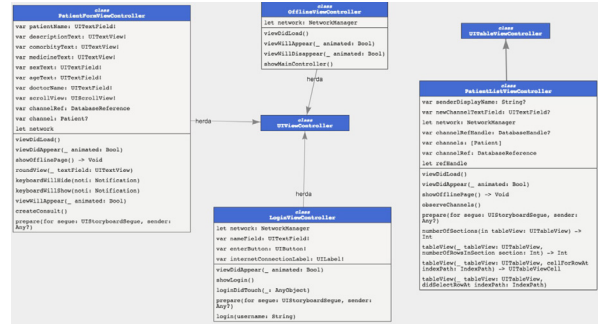 class
PatientFormViewController
var patientName: UITextField!
var descriptionText: UITextView!
var comorbityText: UITextView!
var medicineText: UITextView!
var sexText: UITextField!
var ageText: UITextField!
var doctorName: UITextField!
var scrollView: UIScrollView!
var channelRef: DatabaseReference
var channel: Patient?
let network
viewDidLoad()
viewDidAppear(_ animated: Bool)
showOfflinePage() -> Void
roundView(_ textField: UITextView)
keyboardWillHide(noti: Notification)
keyboardWillShow(noti: Notification)
viewWillAppear(_ animated: Bool)
createConsult()
prepare(for segue: UIStoryboardSegue, sender:
Any?)
class
OfflineViewController
let network: NetworkManager
viewDidLoad()
viewWillAppear(_ animated: Bool)
viewWillDisappear(_ animated: Bool)
showMainController()
herda
herda
class
UIViewController
herda
class
LoginViewController
let network: NetworkManager
var nameField: UITextField!
var enterButton: UIButton!
var internetConnectionLabel: UILabel!
viewDidAppear(_ animated: Bool)
showLogin()
loginDidTouch(_: AnyObject)
prepare(for segue: UIStoryboardSegue, sender:
Any?)
login(username: String)
class
UITableViewController
class
PatientListViewController
var senderDisplayName: String?
var newChannelTextField: UITextField?
let network: NetworkManager
var channelRefHandle: DatabaseHandle?
var channels: [Patient]
var channelRef: DatabaseReference
let refHandle
viewDidLoad()
viewDidAppear(_ animated: Bool)
showOfflinePage() -> Void
observeChannels()
prepare(for segue: UIStoryboardSegue, sender:
Any?)
numberOfSections(in tableView: UITableView) ->
Int
tableView(_ tableView: UITableView,
numberOfRowsInSection section: Int) -> Int
tableView(_ tableView: UITableView, cellForRowAt
indexPath: IndexPath) -> UITableViewCell
tableView(_ tableView: UITableView,
didSelectRowAt indexPath: IndexPath)